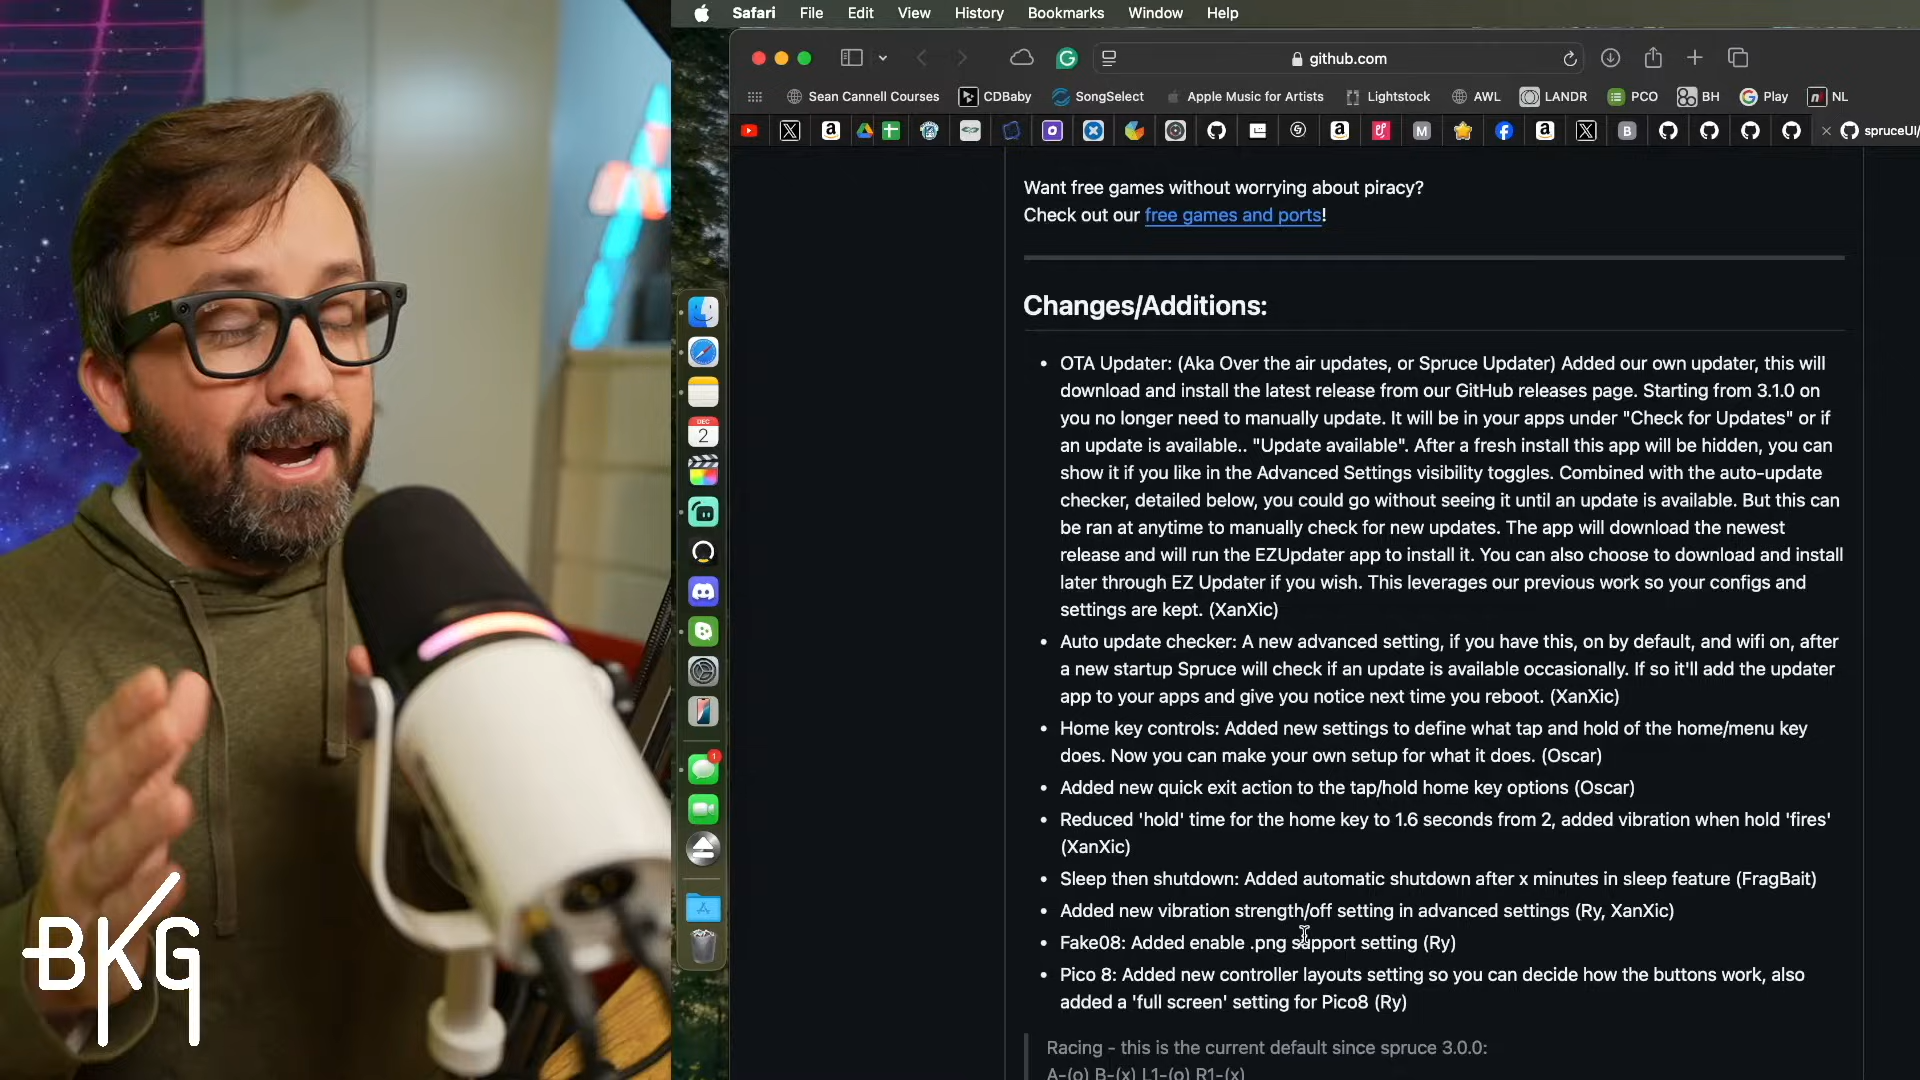 Safari File Edit View History Bookmarks Window Help
github.com
Sean Cannell Courses CDBaby SongSelect Apple Music for Artists Lightstock AWL LANDR PCO BH Play NL
spruceUI/
Want free games without worrying about piracy?
Check out our free games and ports!
Changes/Additions:
• OTA Updater: (Aka Over the air updates, or Spruce Updater) Added our own updater, this will
download and install the latest release from our GitHub releases page. Starting from 3.1.0 on
you no longer need to manually update. It will be in your apps under "Check for Updates" or if
an update is available.. "Update available". After a fresh install this app will be hidden, you can
show it if you like in the Advanced Settings visibility toggles. Combined with the auto-update
checker, detailed below, you could go without seeing it until an update is available. But this can
be ran at anytime to manually check for new updates. The app will download the newest
release and will run the EZUpdater app to install it. You can also choose to download and install
later through EZ Updater if you wish. This leverages our previous work so your configs and
settings are kept. (XanXic)
• Auto update checker: A new advanced setting, if you have this, on by default, and wifi on, after
a new startup Spruce will check if an update is available occasionally. If so it'll add the updater
app to your apps and give you notice next time you reboot. (XanXic)
• Home key controls: Added new settings to define what tap and hold of the home/menu key
does. Now you can make your own setup for what it does. (Oscar)
• Added new quick exit action to the tap/hold home key options (Oscar)
• Reduced 'hold' time for the home key to 1.6 seconds from 2, added vibration when hold 'fires'
(XanXic)
• Sleep then shutdown: Added automatic shutdown after x minutes in sleep feature (FragBait)
• Added new vibration strength/off setting in advanced settings (Ry, XanXic)
• Fake08: Added enable .png support setting (Ry)
• Pico 8: Added new controller layouts setting so you can decide how the buttons work, also
added a 'full screen' setting for Pico8 (Ry)
Racing - this is the current default since spruce 3.0.0:
A-(o) B-(x) L1-(o) R1-(x)
DEC
2
1
BKG